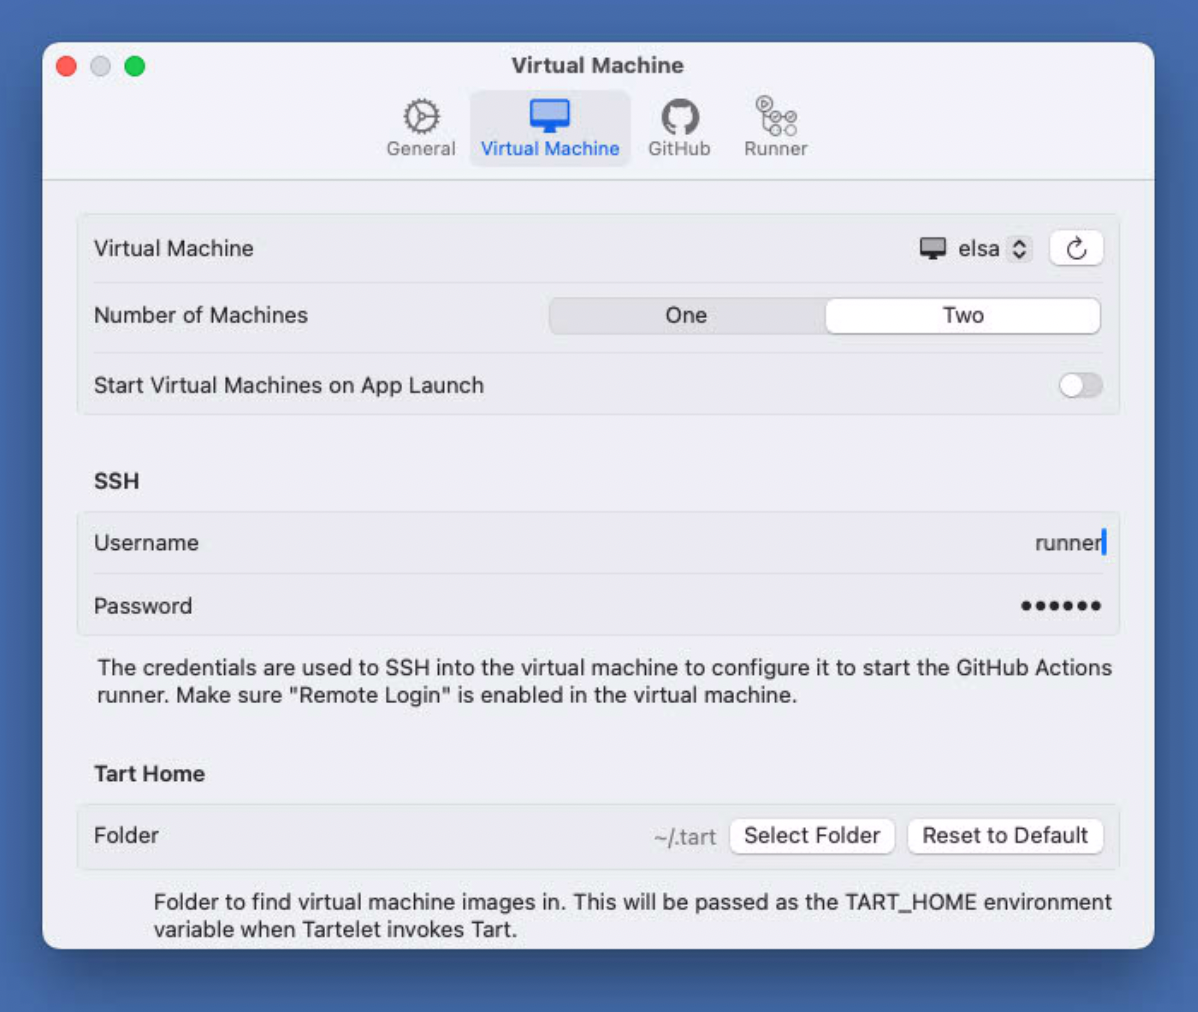 Virtual Machine
General
Virtual Machine
GitHub
Runner
Virtual Machine
elsa
Number of Machines
One
Two
Start Virtual Machines on App Launch
SSH
Username
runner
Password
••••••
The credentials are used to SSH into the virtual machine to configure it to start the GitHub Actions
runner. Make sure "Remote Login" is enabled in the virtual machine.
Tart Home
Folder
~/.tart
Select Folder
Reset to Default
Folder to find virtual machine images in. This will be passed as the TART_HOME environment
variable when Tartelet invokes Tart.